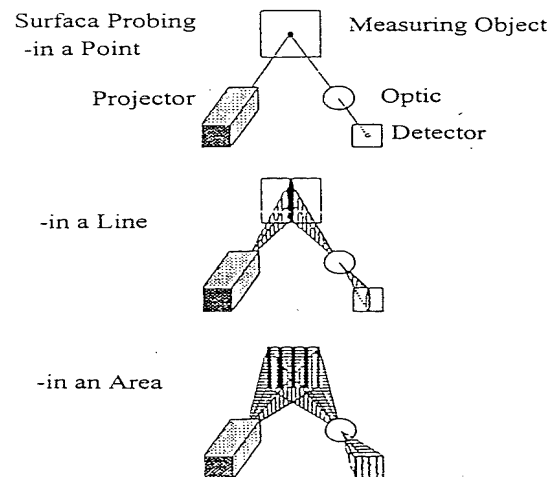 Surfaca Probing
-in a Point
Measuring Object
Projector
Optic
Detector
-in a Line
-in an Area